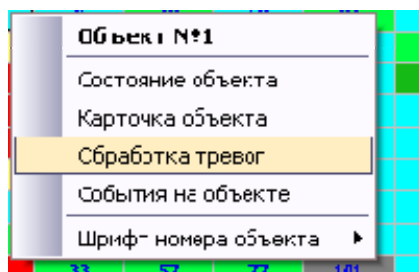 Объект №1
Состояние объекта
Карточка объекта
Обработка тревог
События на объекте
Шрифт номера объекта
33 57 77 101